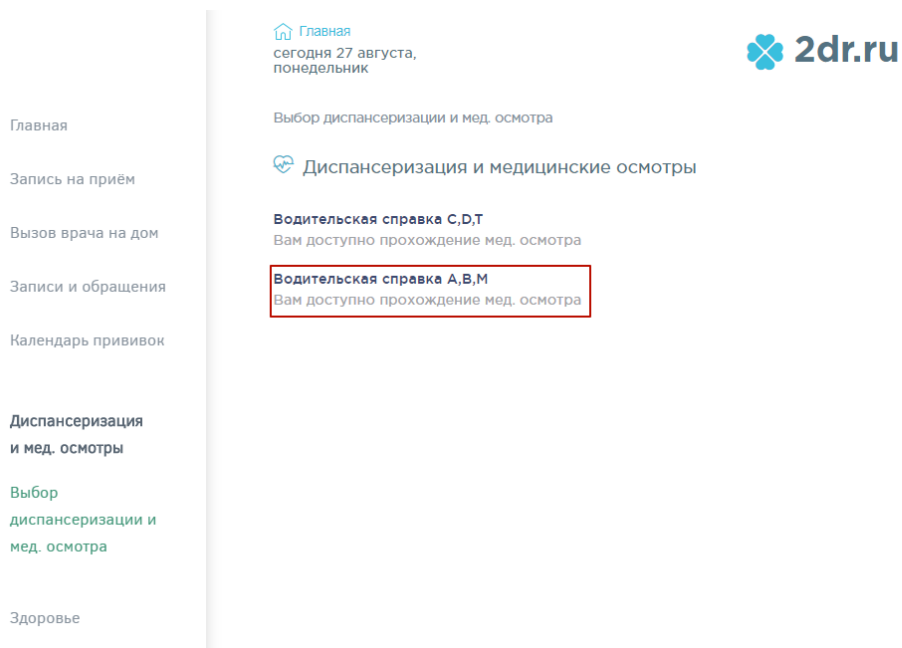 Главная
сегодня 27 августа,
понедельник
2dr.ru
Главная
Запись на приём
Вызов врача на дом
Записи и обращения
Календарь прививок
Диспансеризация
и мед. осмотры
Выбор
диспансеризации и
мед. осмотра
Здоровье
Выбор диспансеризации и мед. осмотра
Диспансеризация и медицинские осмотры
Водительская справка C,D,T
Вам доступно прохождение мед. осмотра
Водительская справка A,B,M
Вам доступно прохождение мед. осмотра